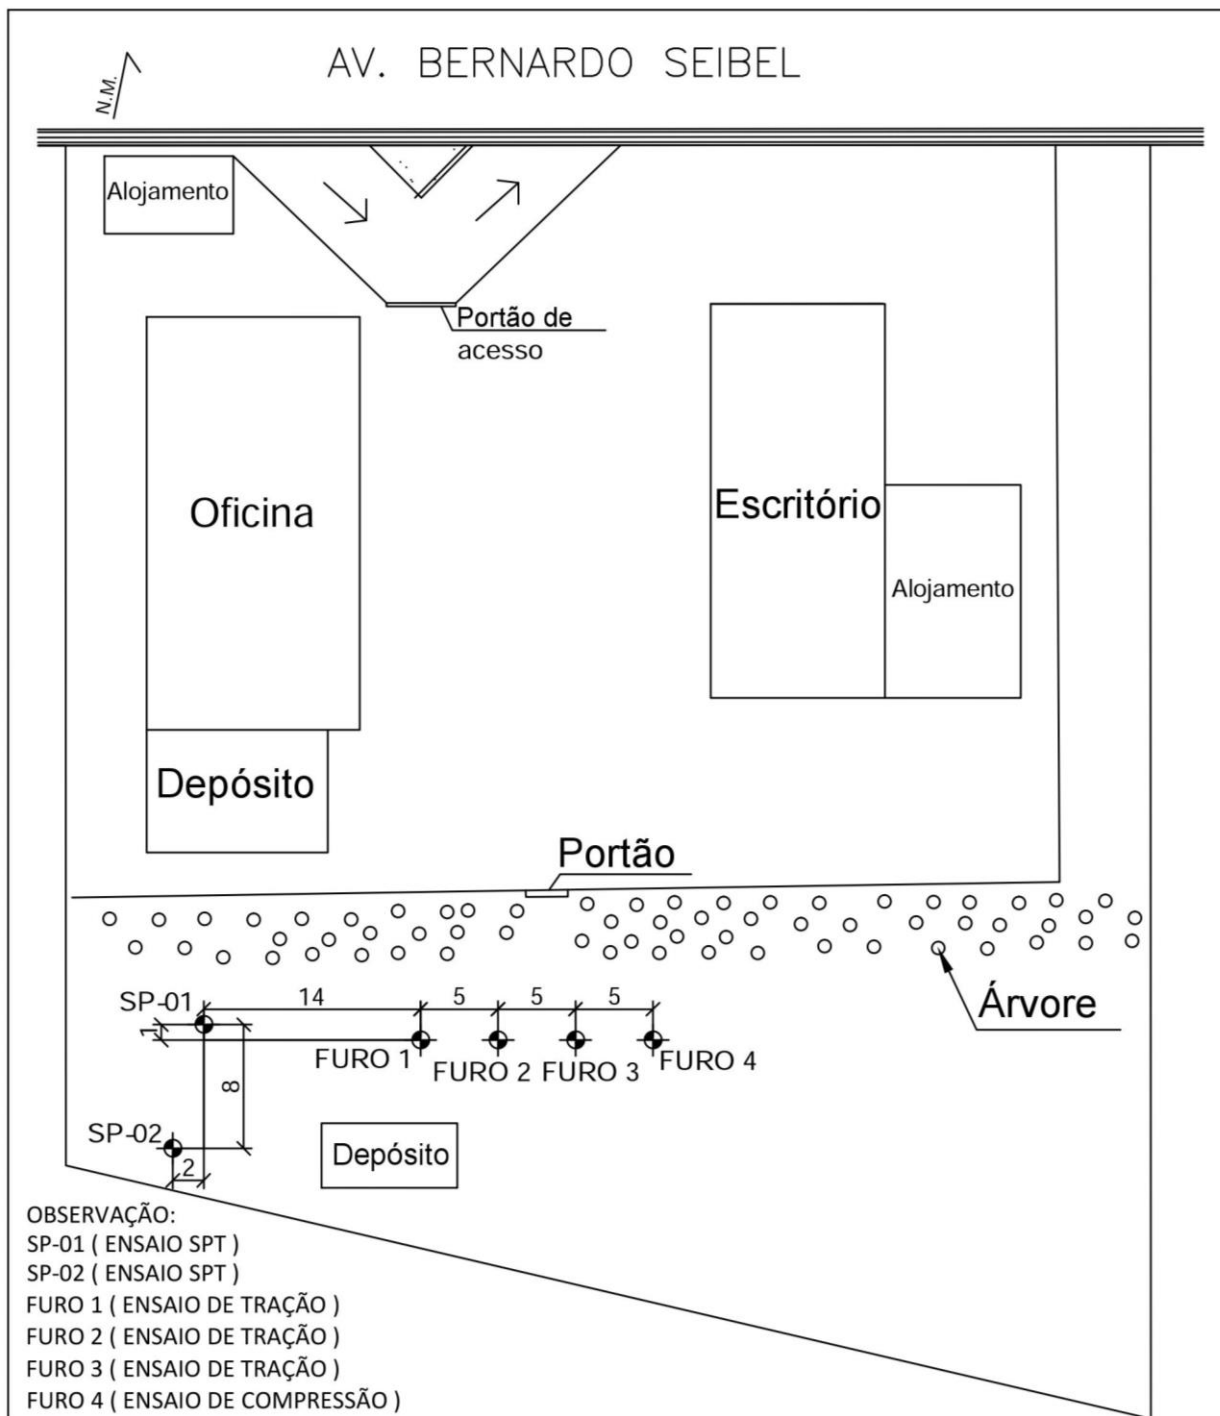 AV. BERNARDO SEIBEL
N.M.
Alojamento
Portão de
acesso
Oficina
Escritório
Alojamento
Depósito
Portão
Árvore
SP-01
14
5
5
5
1
FURO 1
FURO 2
FURO 3
FURO 4
8
SP-02
2
Depósito
OBSERVAÇÃO:
SP-01 ( ENSAIO SPT )
SP-02 ( ENSAIO SPT )
FURO 1 ( ENSAIO DE TRAÇÃO )
FURO 2 ( ENSAIO DE TRAÇÃO )
FURO 3 ( ENSAIO DE TRAÇÃO )
FURO 4 ( ENSAIO DE COMPRESSÃO )